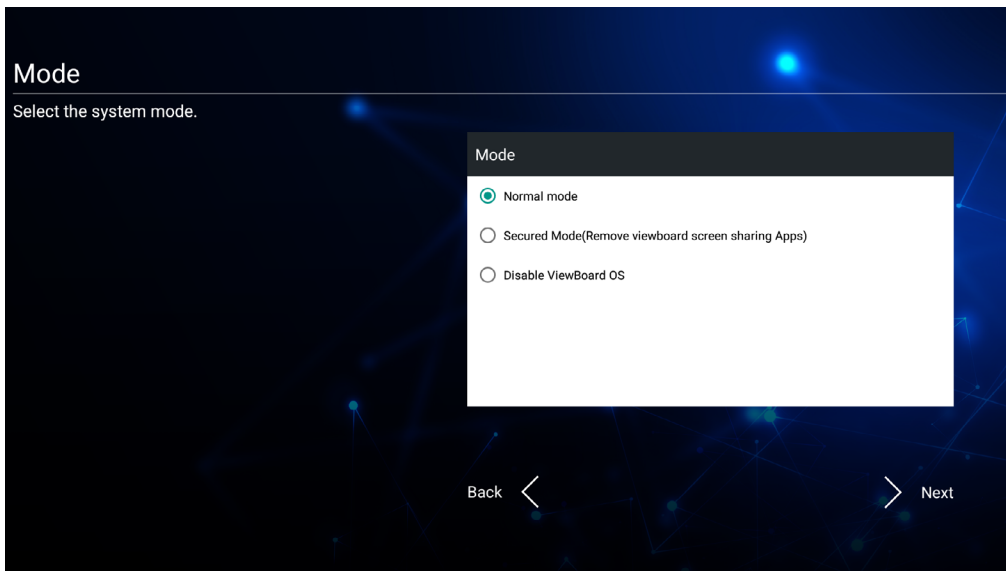 Mode
Select the system mode.
Mode
Normal mode
Secured Mode(Remove viewboard screen sharing Apps)
Disable ViewBoard OS
Back
Next